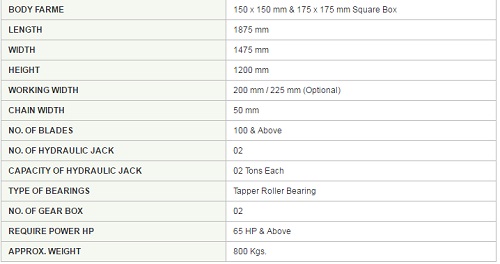 BODY FARME 150 x 150 mm & 175 x 175 mm Square Box
LENGTH 1875 mm
WIDTH 1475 mm
HEIGHT 1200 mm
WORKING WIDTH 200 mm / 225 mm (Optional)
CHAIN WIDTH 50 mm
NO. OF BLADES 100 & Above
NO. OF HYDRAULIC JACK 02
CAPACITY OF HYDRAULIC JACK 02 Tons Each
TYPE OF BEARINGS Tapper Roller Bearing
NO. OF GEAR BOX 02
REQUIRE POWER HP 65 HP & Above
APPROX. WEIGHT 800 Kgs.